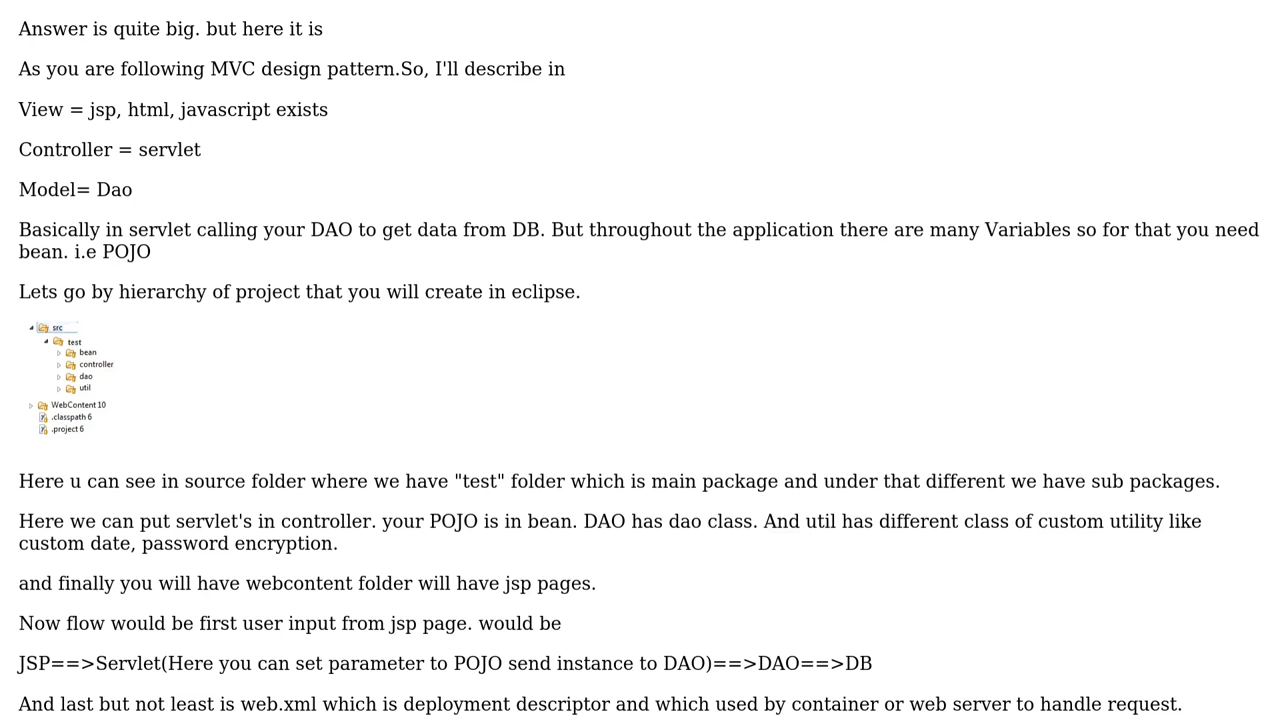 Answer is quite big. but here it is
As you are following MVC design pattern.So, I'll describe in
View = jsp, html, javascript exists
Controller = servlet
Model= Dao
Basically in servlet calling your DAO to get data from DB. But throughout the application there are many Variables so for that you need
bean. i.e POJO
Lets go by hierarchy of project that you will create in eclipse.
src
test
bean
controller
dao
util
WebContent 10
.classpath 6
.project 6
Here u can see in source folder where we have "test" folder which is main package and under that different we have sub packages.
Here we can put servlet's in controller. your POJO is in bean. DAO has dao class. And util has different class of custom utility like
custom date, password encryption.
and finally you will have webcontent folder will have jsp pages.
Now flow would be first user input from jsp page. would be
JSP==>Servlet(Here you can set parameter to POJO send instance to DAO)==>DAO==>DB
And last but not least is web.xml which is deployment descriptor and which used by container or web server to handle request.